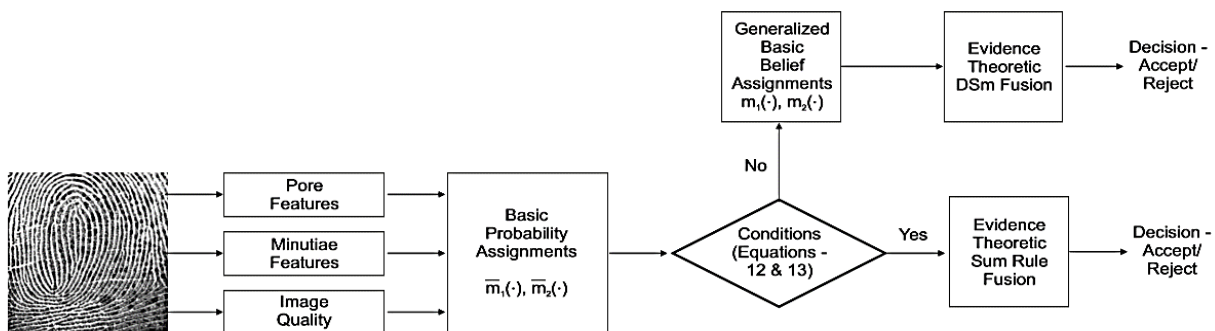 Pore
Features
Minutiae
Features
Image
Quality
Basic
Probability
Assignments
m̅₁(·), m̅₂(·)
Conditions
(Equations -
12 & 13)
No
Generalized
Basic
Belief
Assignments
m₁(·), m₂(·)
Evidence
Theoretic
DSm Fusion
Decision -
Accept/
Reject
Yes
Evidence
Theoretic
Sum Rule
Fusion
Decision -
Accept/
Reject